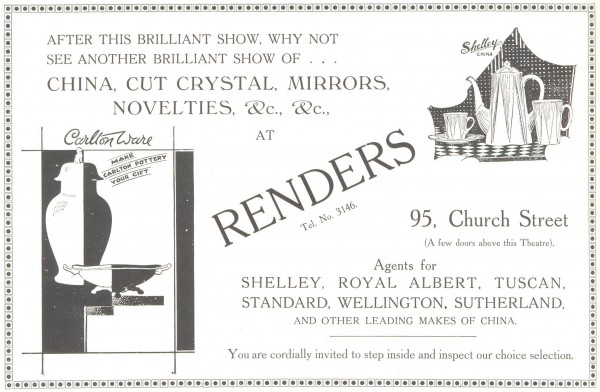 AFTER THIS BRILLIANT SHOW, WHY NOT
SEE ANOTHER BRILLIANT SHOW OF . . .
CHINA, CUT CRYSTAL, MIRRORS,
NOVELTIES, &c., &c.,
AT
Shelley
CHINA
Carlton Ware
MAKE
CARLTON POTTERY
YOUR GIFT
RENDERS
Tel. No. 3146.
95, Church Street
(A few doors above this Theatre).
Agents for
SHELLEY, ROYAL ALBERT, TUSCAN,
STANDARD, WELLINGTON, SUTHERLAND,
AND OTHER LEADING MAKES OF CHINA.
You are cordially invited to step inside and inspect our choice selection.